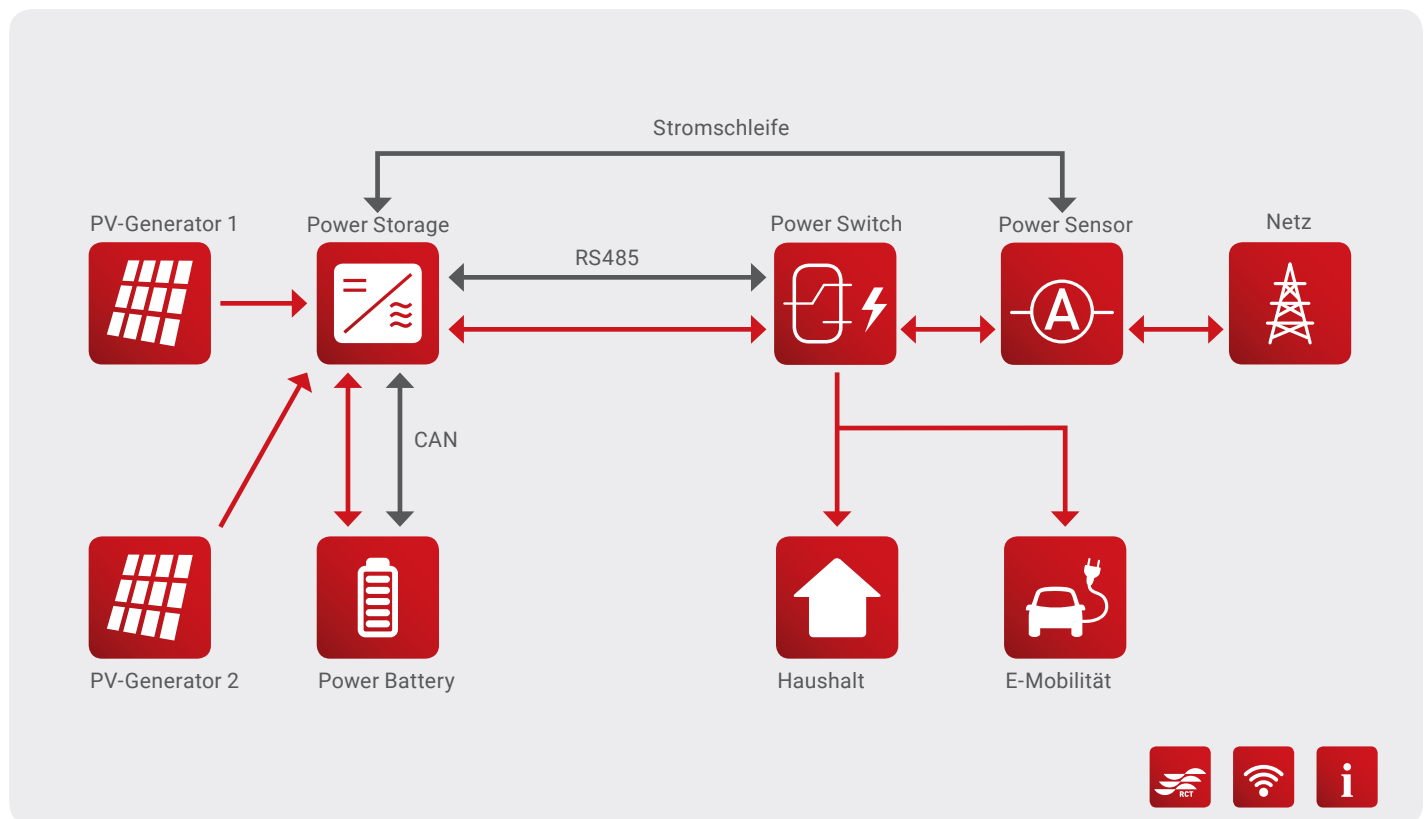 Stromschleife
PV-Generator 1
Power Storage
Power Switch
Power Sensor
Netz
RS485
A
CAN
PV-Generator 2
Power Battery
Haushalt
E-Mobilität
RCT
i